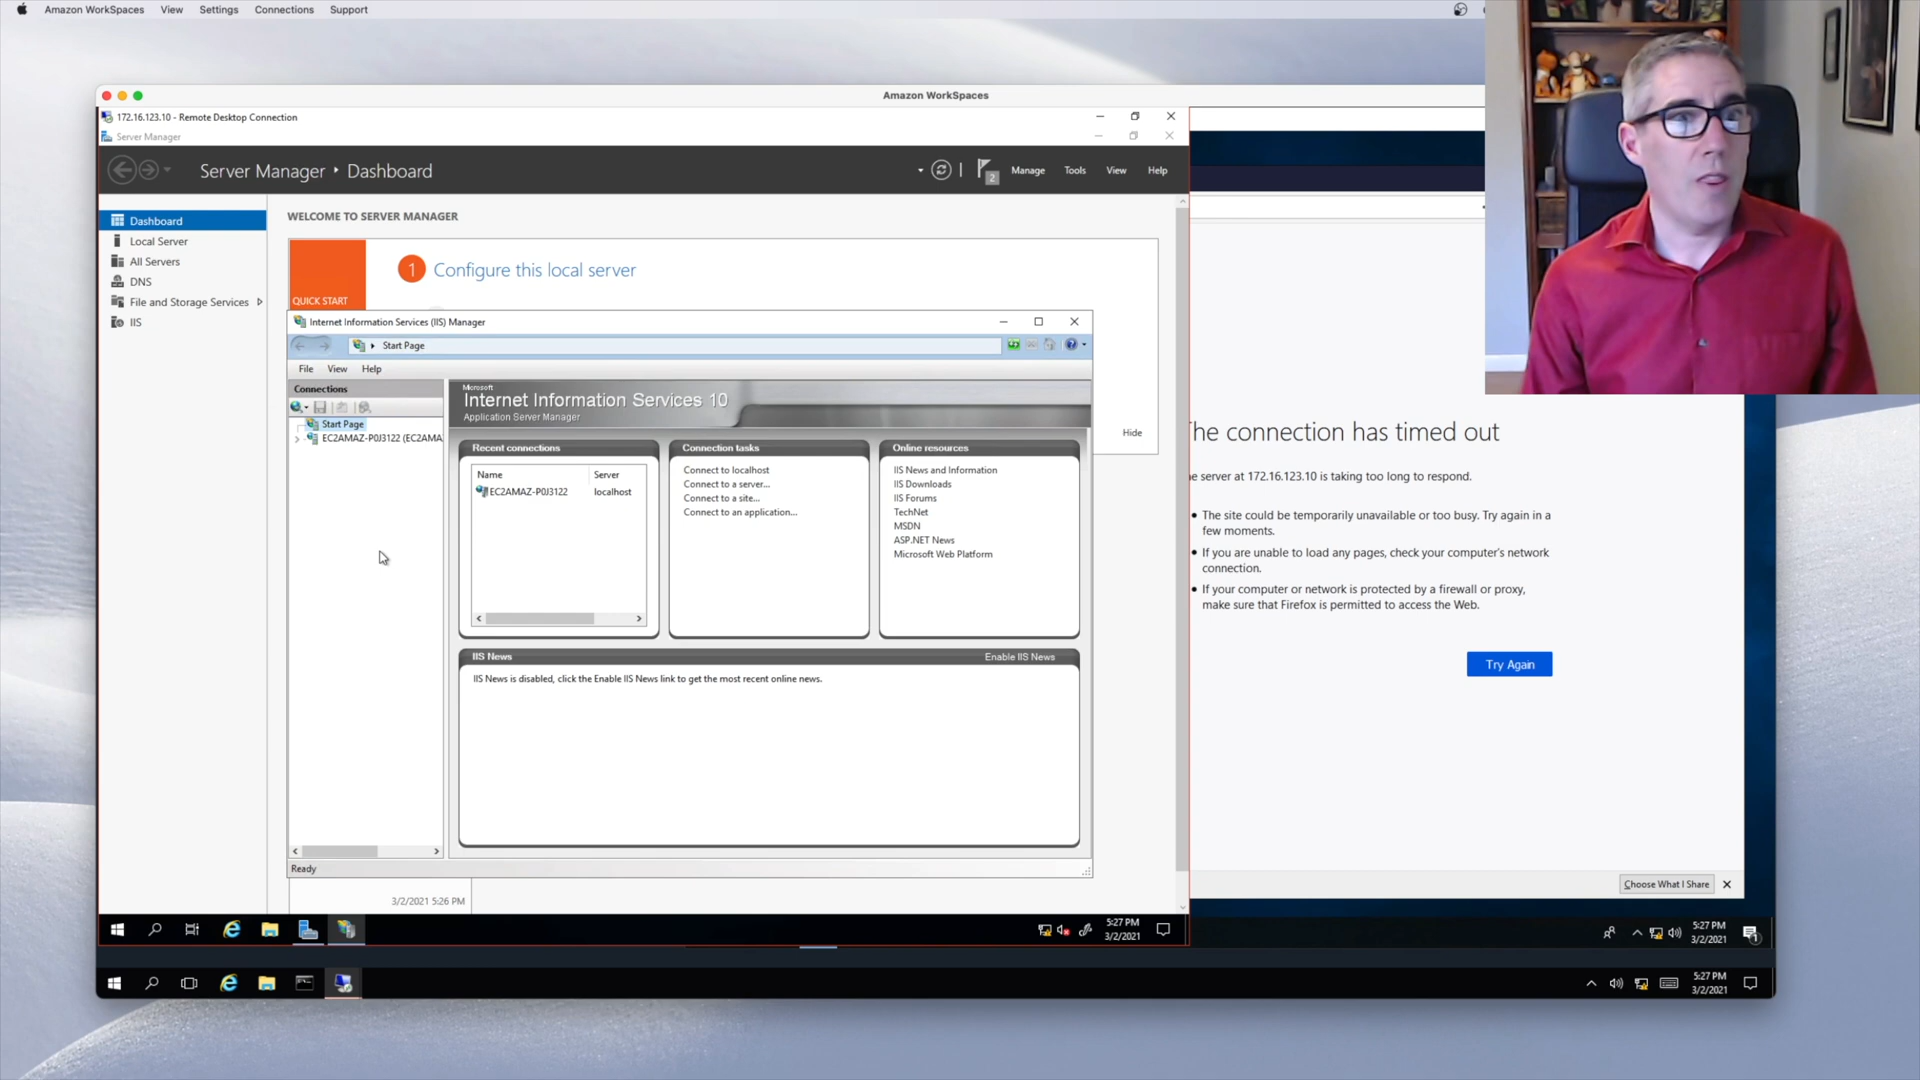 Amazon WorkSpaces View Settings Connections Support
Amazon WorkSpaces
172.16.123.10 - Remote Desktop Connection
Server Manager
Server Manager ‣ Dashboard
2
Manage Tools View Help
Dashboard
Local Server
All Servers
DNS
File and Storage Services
IIS
WELCOME TO SERVER MANAGER
QUICK START
1 Configure this local server
Hide
Internet Information Services (IIS) Manager
Start Page
File View Help
Connections
Start Page
EC2AMAZ-P0J3122 (EC2AMA
Microsoft
Internet Information Services 10
Application Server Manager
Recent connections
Name Server
EC2AMAZ-P0J3122 localhost
Connection tasks
Connect to localhost
Connect to a server...
Connect to a site...
Connect to an application...
Online resources
IIS News and Information
IIS Downloads
IIS Forums
TechNet
MSDN
ASP.NET News
Microsoft Web Platform
IIS News
Enable IIS News
IIS News is disabled, click the Enable IIS News link to get the most recent online news.
Ready
3/2/2021 5:26 PM
he connection has timed out
e server at 172.16.123.10 is taking too long to respond.
The site could be temporarily unavailable or too busy. Try again in a
few moments.
If you are unable to load any pages, check your computer's network
connection.
If your computer or network is protected by a firewall or proxy,
make sure that Firefox is permitted to access the Web.
Try Again
Choose What I Share
5:27 PM
3/2/2021
5:27 PM
3/2/2021
1
5:27 PM
3/2/2021